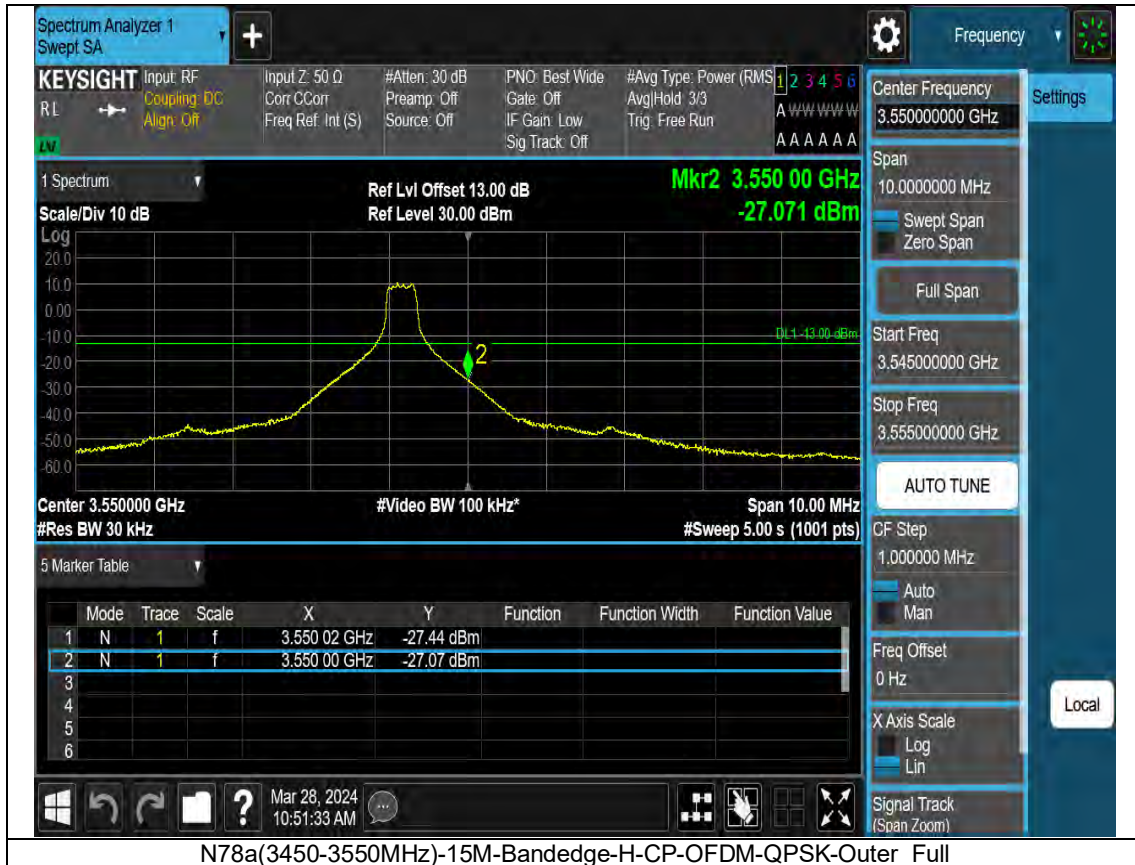 Spectrum Analyzer 1
Swept SA
Frequency
KEYSIGHT
RL
Input: RF
Coupling: DC
Align: Off
Input Z: 50 Ω
Corr CCorr
Freq Ref: Int (S)
#Atten: 30 dB
Preamp: Off
Source: Off
PNO: Best Wide
Gate: Off
IF Gain: Low
Sig Track: Off
#Avg Type: Power (RMS
Avg|Hold: 3/3
Trig: Free Run
1 2 3 4 5 6
A W W W W W
A A A A A A
1 Spectrum
Scale/Div 10 dB
Ref Lvl Offset 13.00 dB
Ref Level 30.00 dBm
Mkr2 3.550 00 GHz
-27.071 dBm
Log
20.0
10.0
0.00
-10.0
-20.0
-30.0
-40.0
-50.0
-60.0
DL1 -13.00 dBm
2
Center 3.550000 GHz
#Video BW 100 kHz*
Span 10.00 MHz
#Res BW 30 kHz
#Sweep 5.00 s (1001 pts)
5 Marker Table
Mode Trace Scale X Y Function Function Width Function Value
1 N 1 f 3.550 02 GHz -27.44 dBm
2 N 1 f 3.550 00 GHz -27.07 dBm
3
4
5
6
Mar 28, 2024
10:51:33 AM
Center Frequency
3.550000000 GHz
Settings
Span
10.0000000 MHz
Swept Span
Zero Span
Full Span
Start Freq
3.545000000 GHz
Stop Freq
3.555000000 GHz
AUTO TUNE
CF Step
1.000000 MHz
Auto
Man
Freq Offset
0 Hz
Local
X Axis Scale
Log
Lin
Signal Track
(Span Zoom)
N78a(3450-3550MHz)-15M-Bandedge-H-CP-OFDM-QPSK-Outer_Full